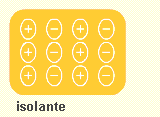 + − + −
+ − + −
+ − + −
isolante